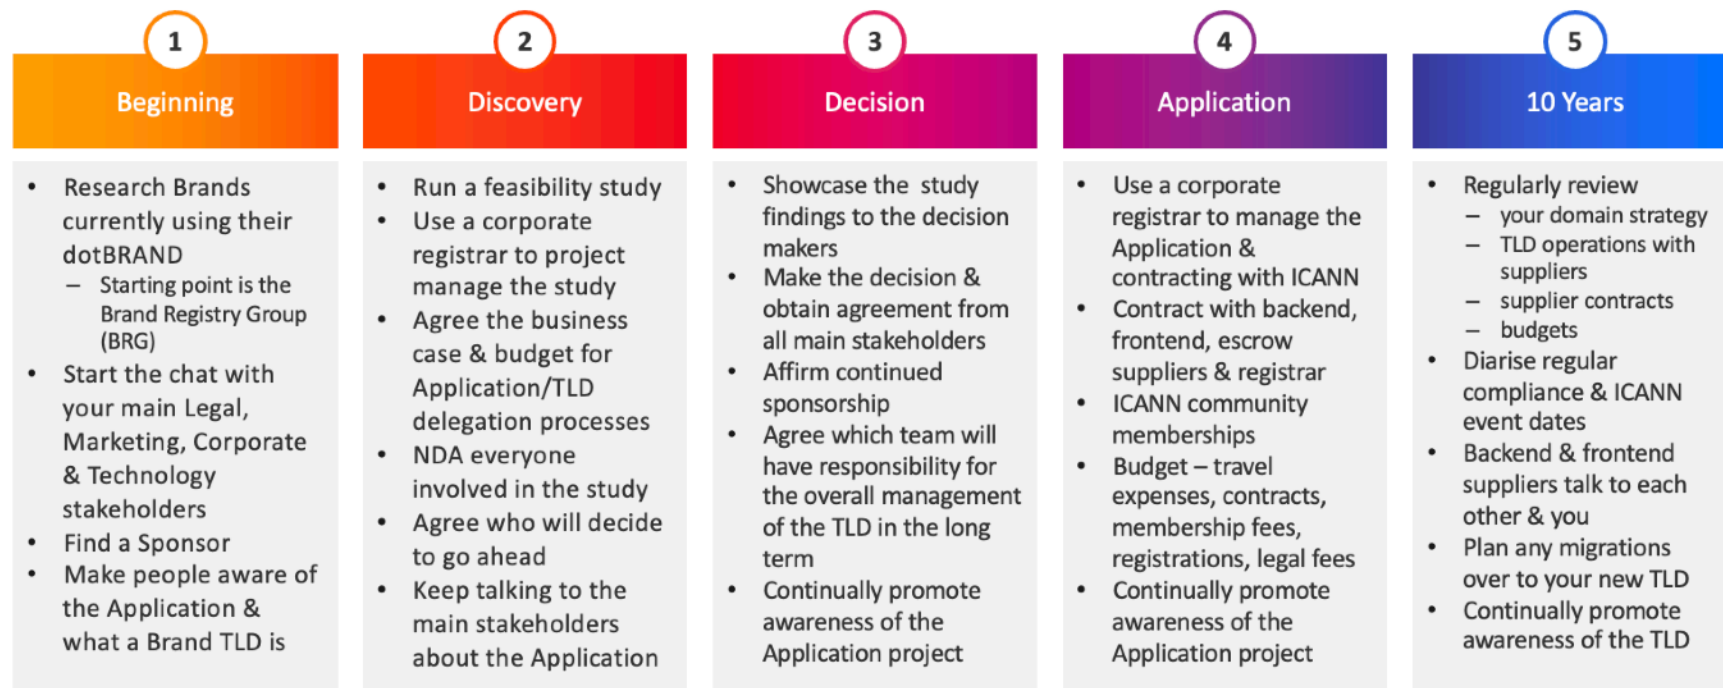 1
Beginning
• Research Brands
currently using their
dotBRAND
– Starting point is the
Brand Registry Group
(BRG)
• Start the chat with
your main Legal,
Marketing, Corporate
& Technology
stakeholders
• Find a Sponsor
• Make people aware of
the Application &
what a Brand TLD is
2
Discovery
• Run a feasibility study
• Use a corporate
registrar to project
manage the study
• Agree the business
case & budget for
Application/TLD
delegation processes
• NDA everyone
involved in the study
• Agree who will decide
to go ahead
• Keep talking to the
main stakeholders
about the Application
3
Decision
• Showcase the study
findings to the decision
makers
• Make the decision &
obtain agreement from
all main stakeholders
• Affirm continued
sponsorship
• Agree which team will
have responsibility for
the overall management
of the TLD in the long
term
• Continually promote
awareness of the
Application project
4
Application
• Use a corporate
registrar to manage the
Application &
contracting with ICANN
• Contract with backend,
frontend, escrow
suppliers & registrar
• ICANN community
memberships
• Budget – travel
expenses, contracts,
membership fees,
registrations, legal fees
• Continually promote
awareness of the
Application project
5
10 Years
• Regularly review
– your domain strategy
– TLD operations with
suppliers
– supplier contracts
– budgets
• Diarise regular
compliance & ICANN
event dates
• Backend & frontend
suppliers talk to each
other & you
• Plan any migrations
over to your new TLD
• Continually promote
awareness of the TLD